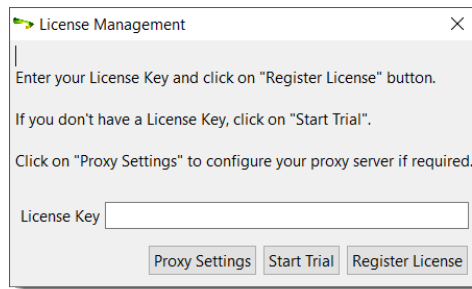 License Management
Enter your License Key and click on "Register License" button.
If you don't have a License Key, click on "Start Trial".
Click on "Proxy Settings" to configure your proxy server if required.
License Key
Proxy Settings Start Trial Register License